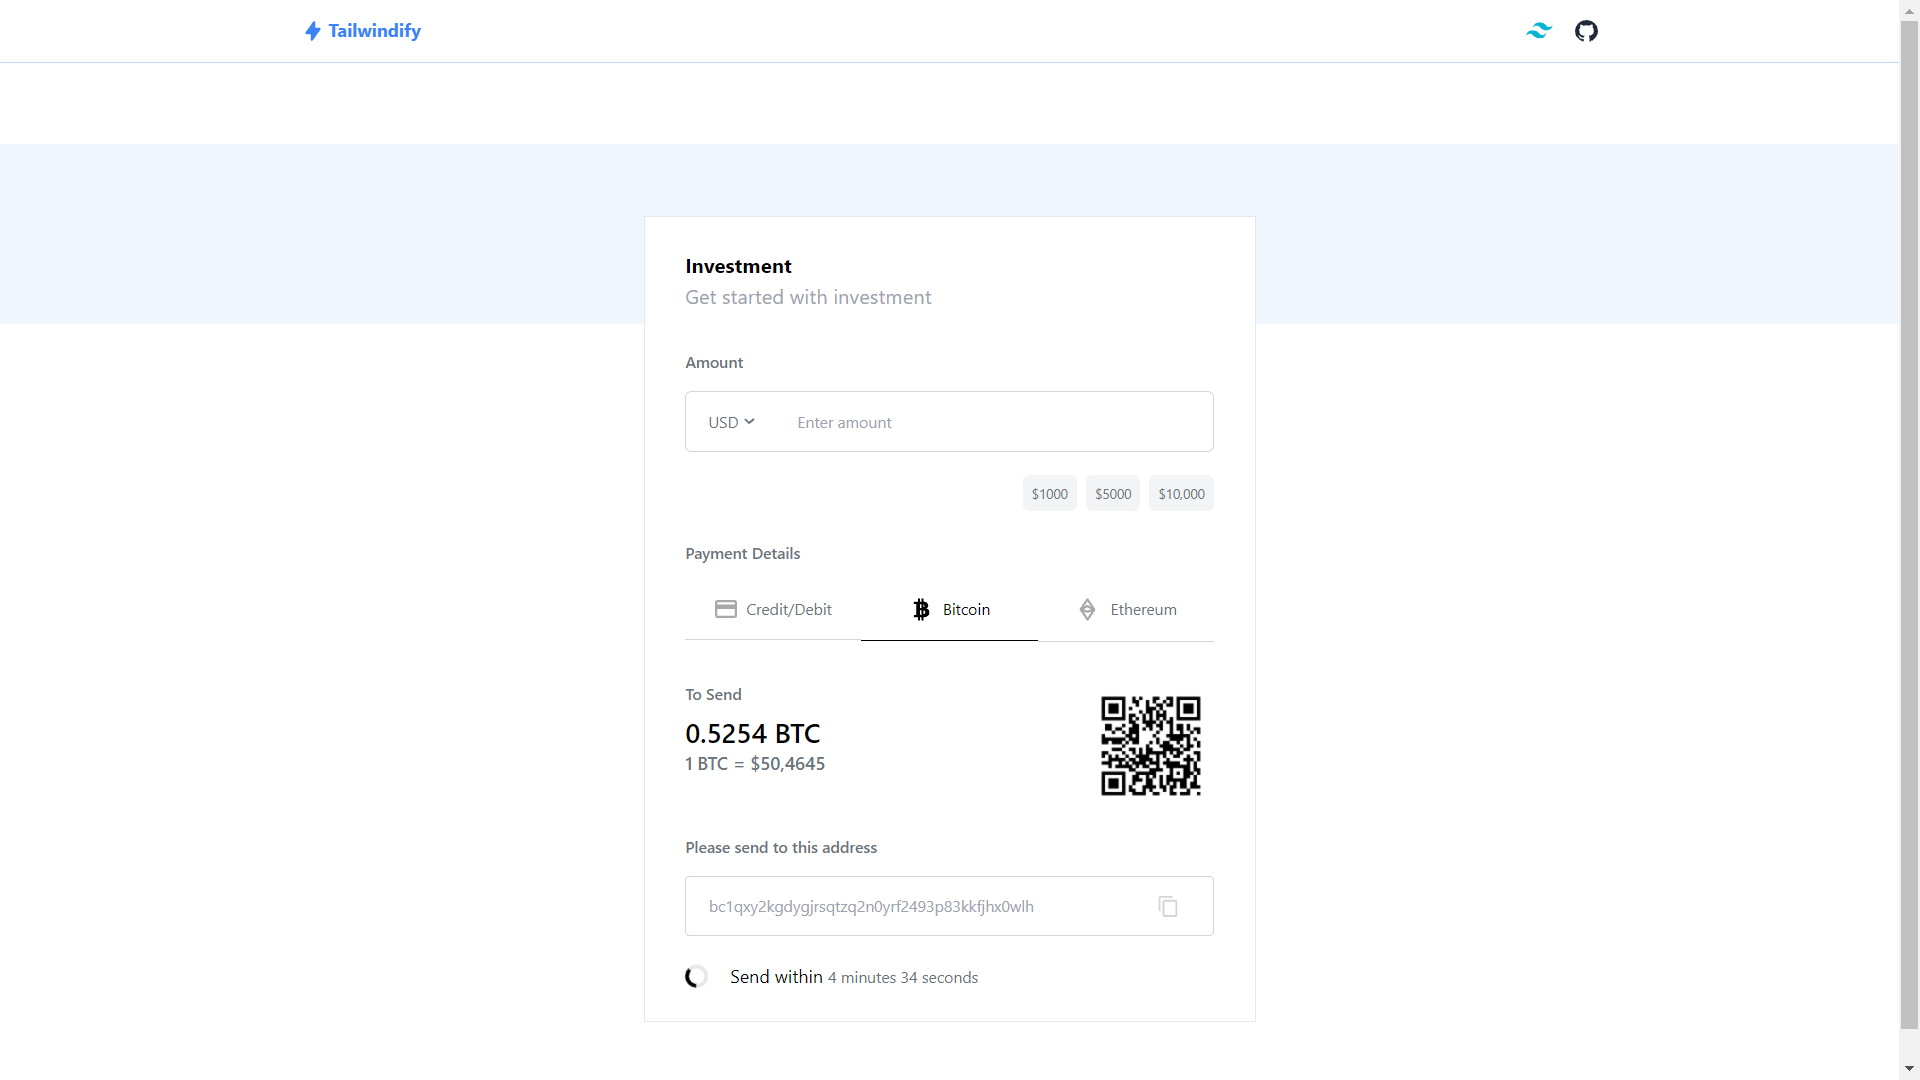 Tailwindify
Investment
Get started with investment
Amount
USD Enter amount
$1000 $5000 $10,000
Payment Details
Credit/Debit Bitcoin Ethereum
To Send
0.5254 BTC
1 BTC = $50,4645
Please send to this address
bc1qxy2kgdygjrsqtzq2n0yrf2493p83kkfjhx0wlh
Send within 4 minutes 34 seconds